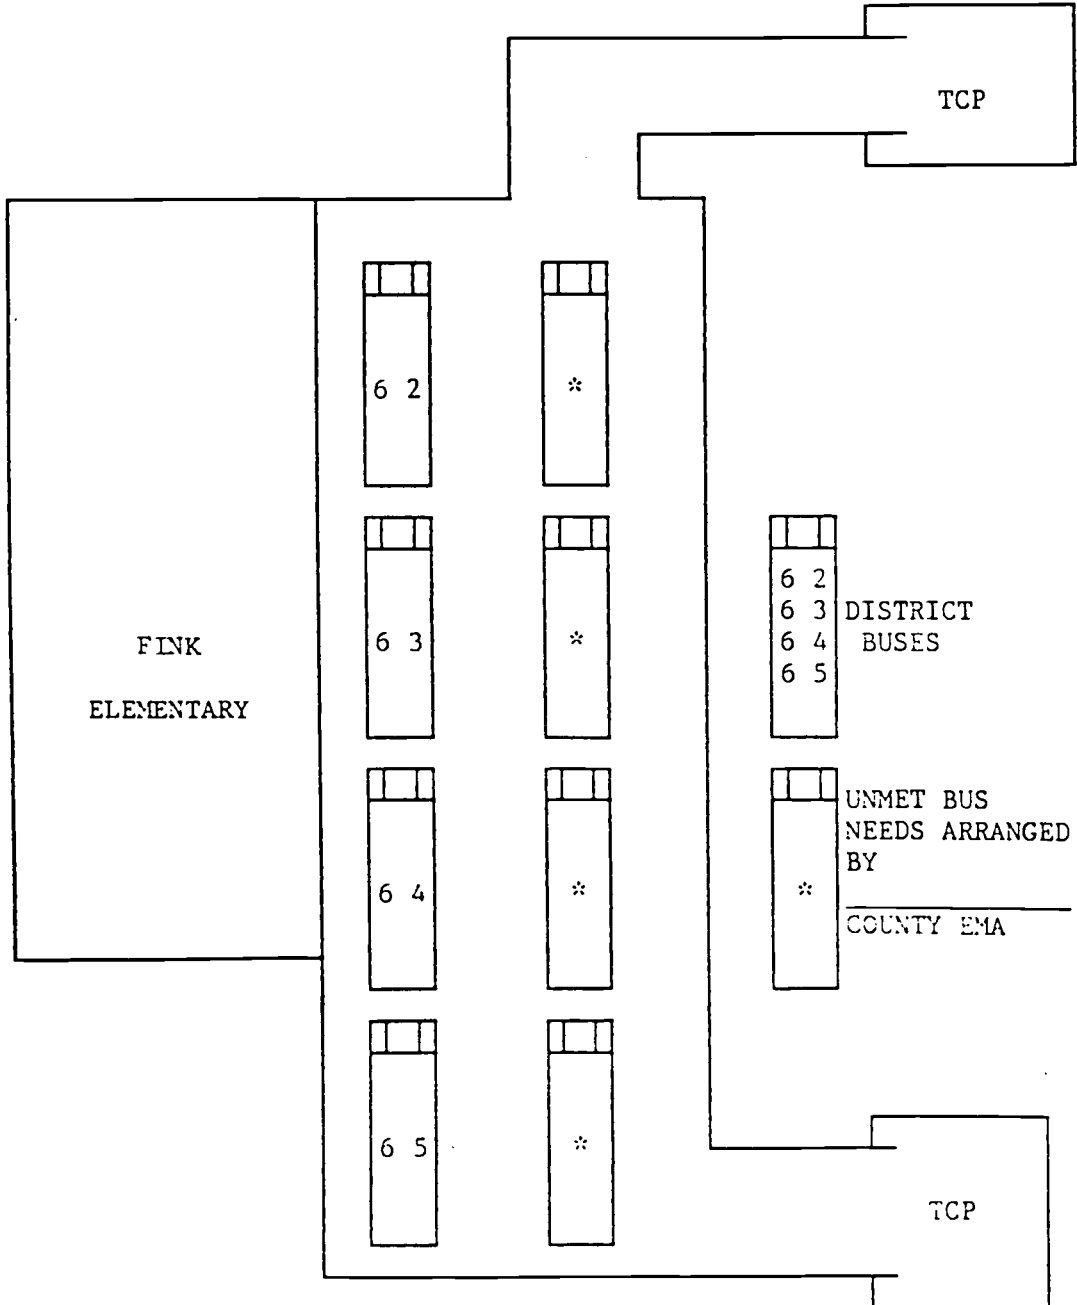 TCP
6 2
*
6 3
*
FINK
ELEMENTARY
6 4
*
6 5
*
6 2
6 3
6 4
6 5
DISTRICT
BUSES
*
UNMET BUS
NEEDS ARRANGED
BY
COUNTY EMA
TCP